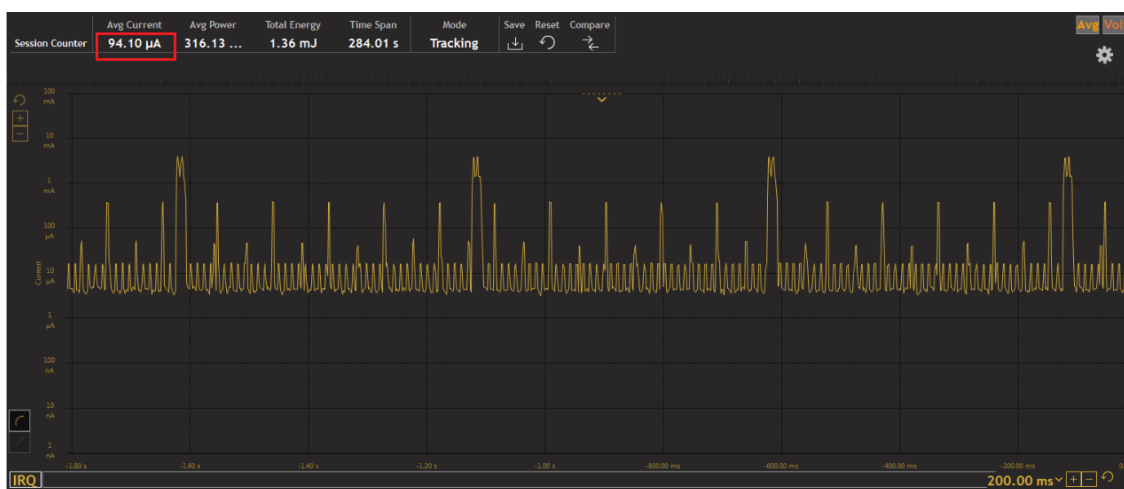 Avg Current Avg Power Total Energy Time Span Mode Save Reset Compare
Session Counter 94.10 µA 316.13 ... 1.36 mJ 284.01 s Tracking
Avg Vol
100 mA
10 mA
1 mA
100 µA
10 µA
Current
1 µA
100 nA
10 nA
1 nA
-1.80 s -1.60 s -1.40 s -1.20 s -1.00 s -800.00 ms -600.00 ms -400.00 ms -200.00 ms 0
IRQ 200.00 ms